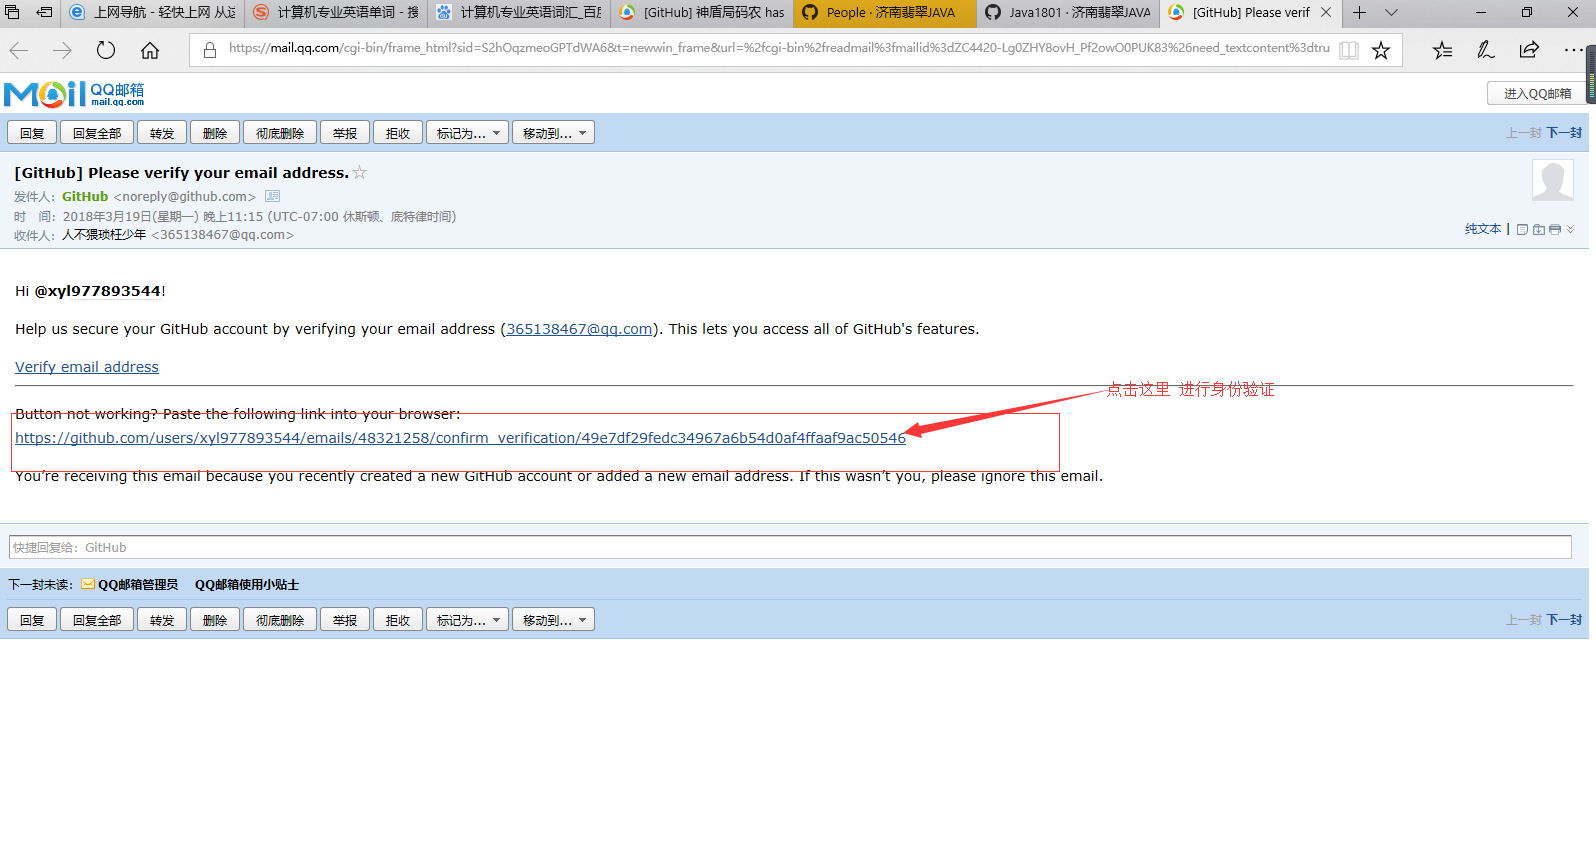 上网导航 - 轻快上网 从这
计算机专业英语单词 - 搜
计算机专业英语词汇_百度
[GitHub] 神盾局码农 has
People · 济南翡翠JAVA
Java1801 · 济南翡翠JAVA
[GitHub] Please verif
https://mail.qq.com/cgi-bin/frame_html?sid=S2hOqzmeoGPTdWA6&t=newwin_frame&url=%2fcgi-bin%2freadmail%3fmailid%3dZC4420-Lg0ZHY8ovH_Pf2owO0PUK83%26need_textcontent%3dtru
Mail QQ邮箱
mail.qq.com
进入QQ邮箱
回复 回复全部 转发 删除 彻底删除 举报 拒收 标记为... 移动到... 上一封 下一封
[GitHub] Please verify your email address.
发件人：GitHub <noreply@github.com>
时　间：2018年3月19日(星期一) 晚上11:15 (UTC-07:00 休斯顿、底特律时间)
收件人：人不猥琐枉少年 <365138467@qq.com>
纯文本 |
Hi @xyl977893544!
Help us secure your GitHub account by verifying your email address (365138467@qq.com). This lets you access all of GitHub's features.
Verify email address
点击这里 进行身份验证
Button not working? Paste the following link into your browser:
https://github.com/users/xyl977893544/emails/48321258/confirm_verification/49e7df29fedc34967a6b54d0af4ffaaf9ac50546
You’re receiving this email because you recently created a new GitHub account or added a new email address. If this wasn’t you, please ignore this email.
快捷回复给：GitHub
下一封未读： QQ邮箱管理员 QQ邮箱使用小贴士
回复 回复全部 转发 删除 彻底删除 举报 拒收 标记为... 移动到... 上一封 下一封